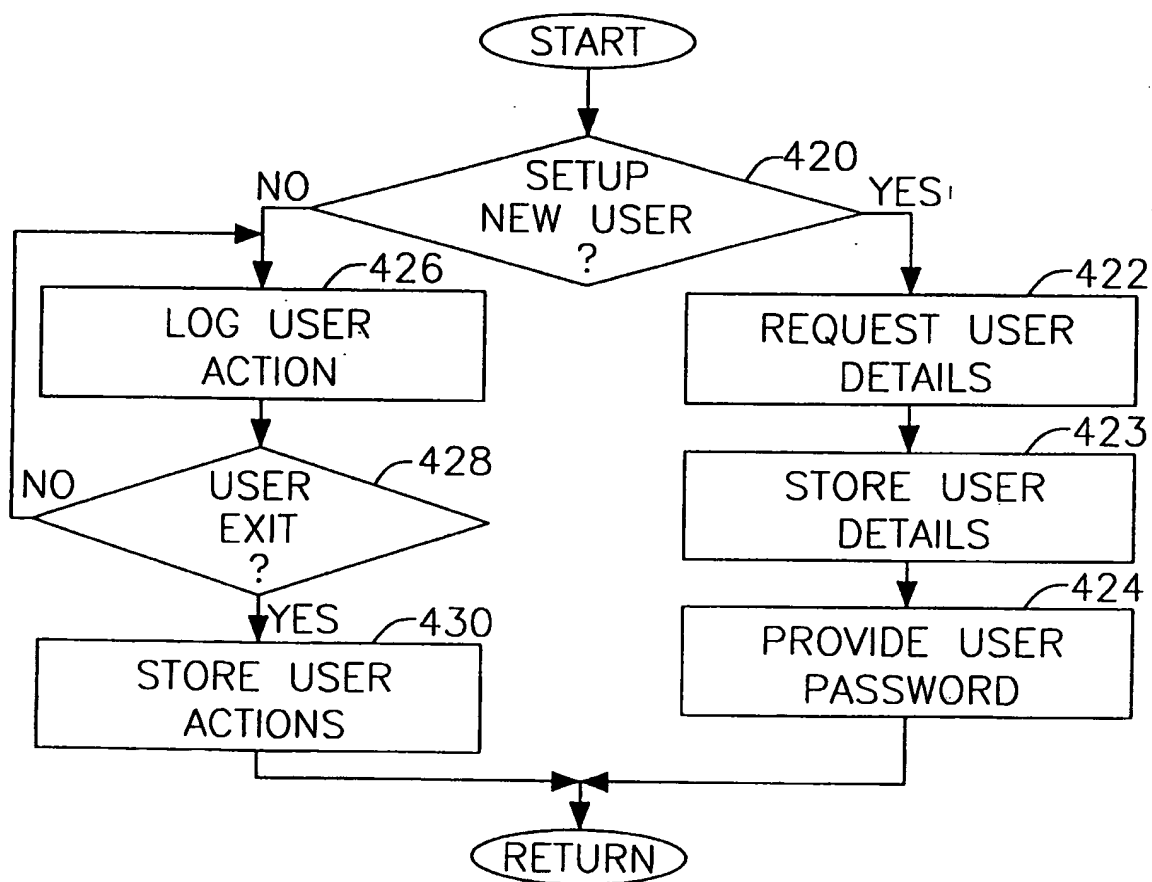 START
420
SETUP
NEW USER
?
NO
YES
426
LOG USER
ACTION
422
REQUEST USER
DETAILS
428
USER
EXIT
?
NO
YES
423
STORE USER
DETAILS
430
STORE USER
ACTIONS
424
PROVIDE USER
PASSWORD
RETURN